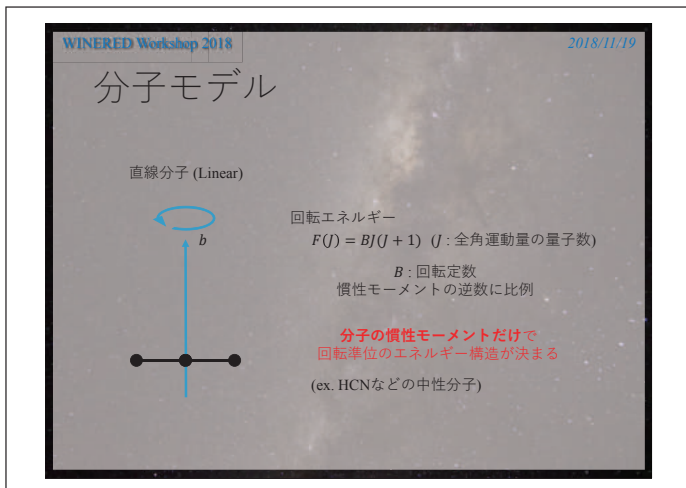 WINERED Workshop 2018
2018/11/19
分子モデル
直線分子 (Linear)
b
回転エネルギー
F(J) = BJ(J + 1) (J : 全角運動量の量子数)
B : 回転定数
慣性モーメントの逆数に比例
分子の慣性モーメントだけで
回転準位のエネルギー構造が決まる
(ex. HCNなどの中性分子)